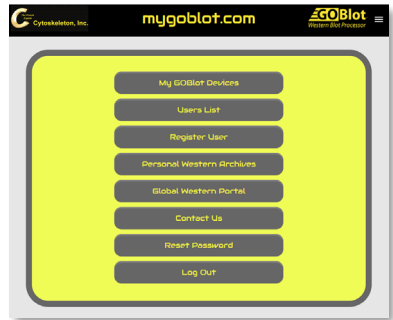 Cytoskeleton, Inc.
mygoblot.com
GOBlot
Western Blot Processor
My GOBlot Devices
Users List
Register User
Personal Western Archives
Global Western Portal
Contact Us
Reset Password
Log Out